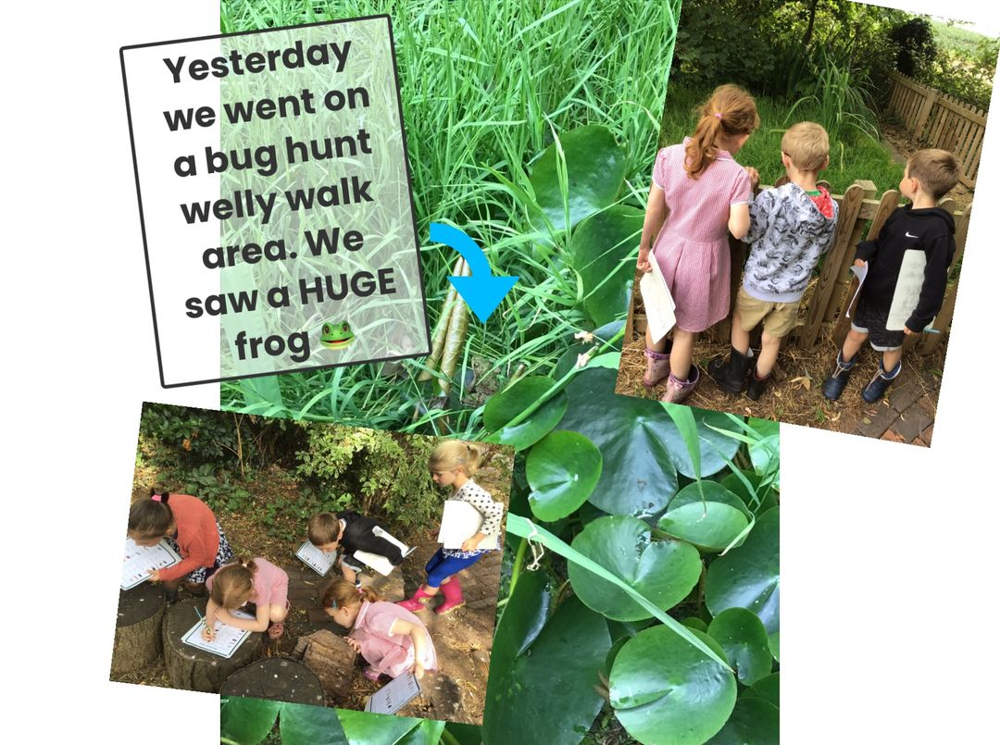 Yesterday
we went on
a bug hunt
welly walk
area. We
saw a HUGE
frog 🐸